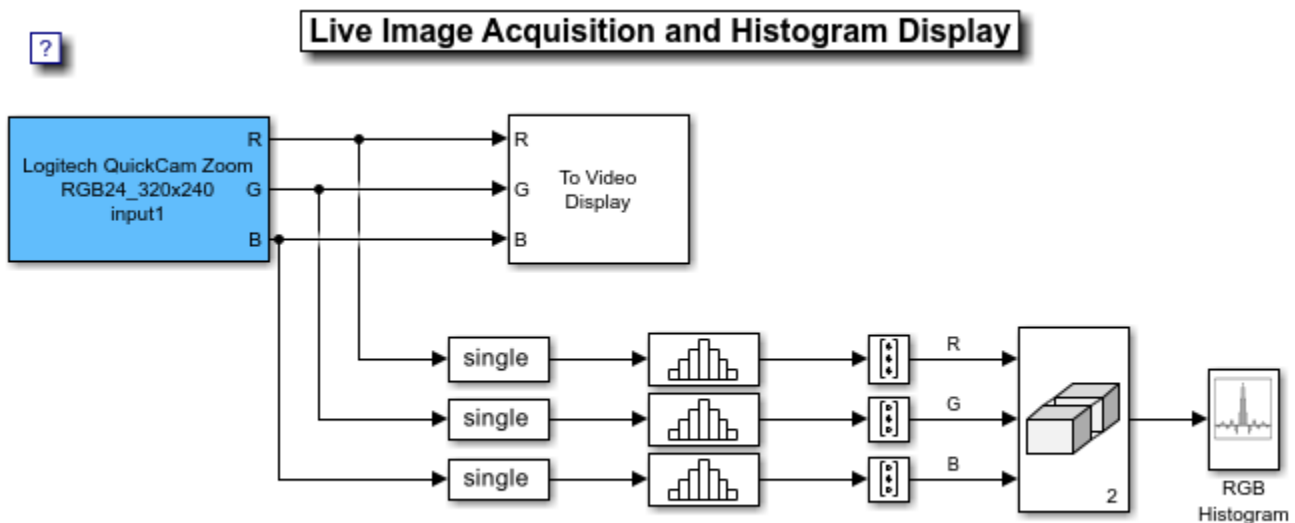 Live Image Acquisition and Histogram Display
?
Logitech QuickCam Zoom
RGB24_320x240
input1
R
G
B
R
G
B
To Video
Display
single
single
single
R
G
B
2
RGB
Histogram